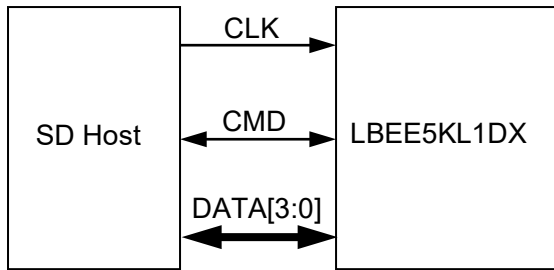 CLK
SD Host
CMD
LBEE5KL1DX
DATA[3:0]